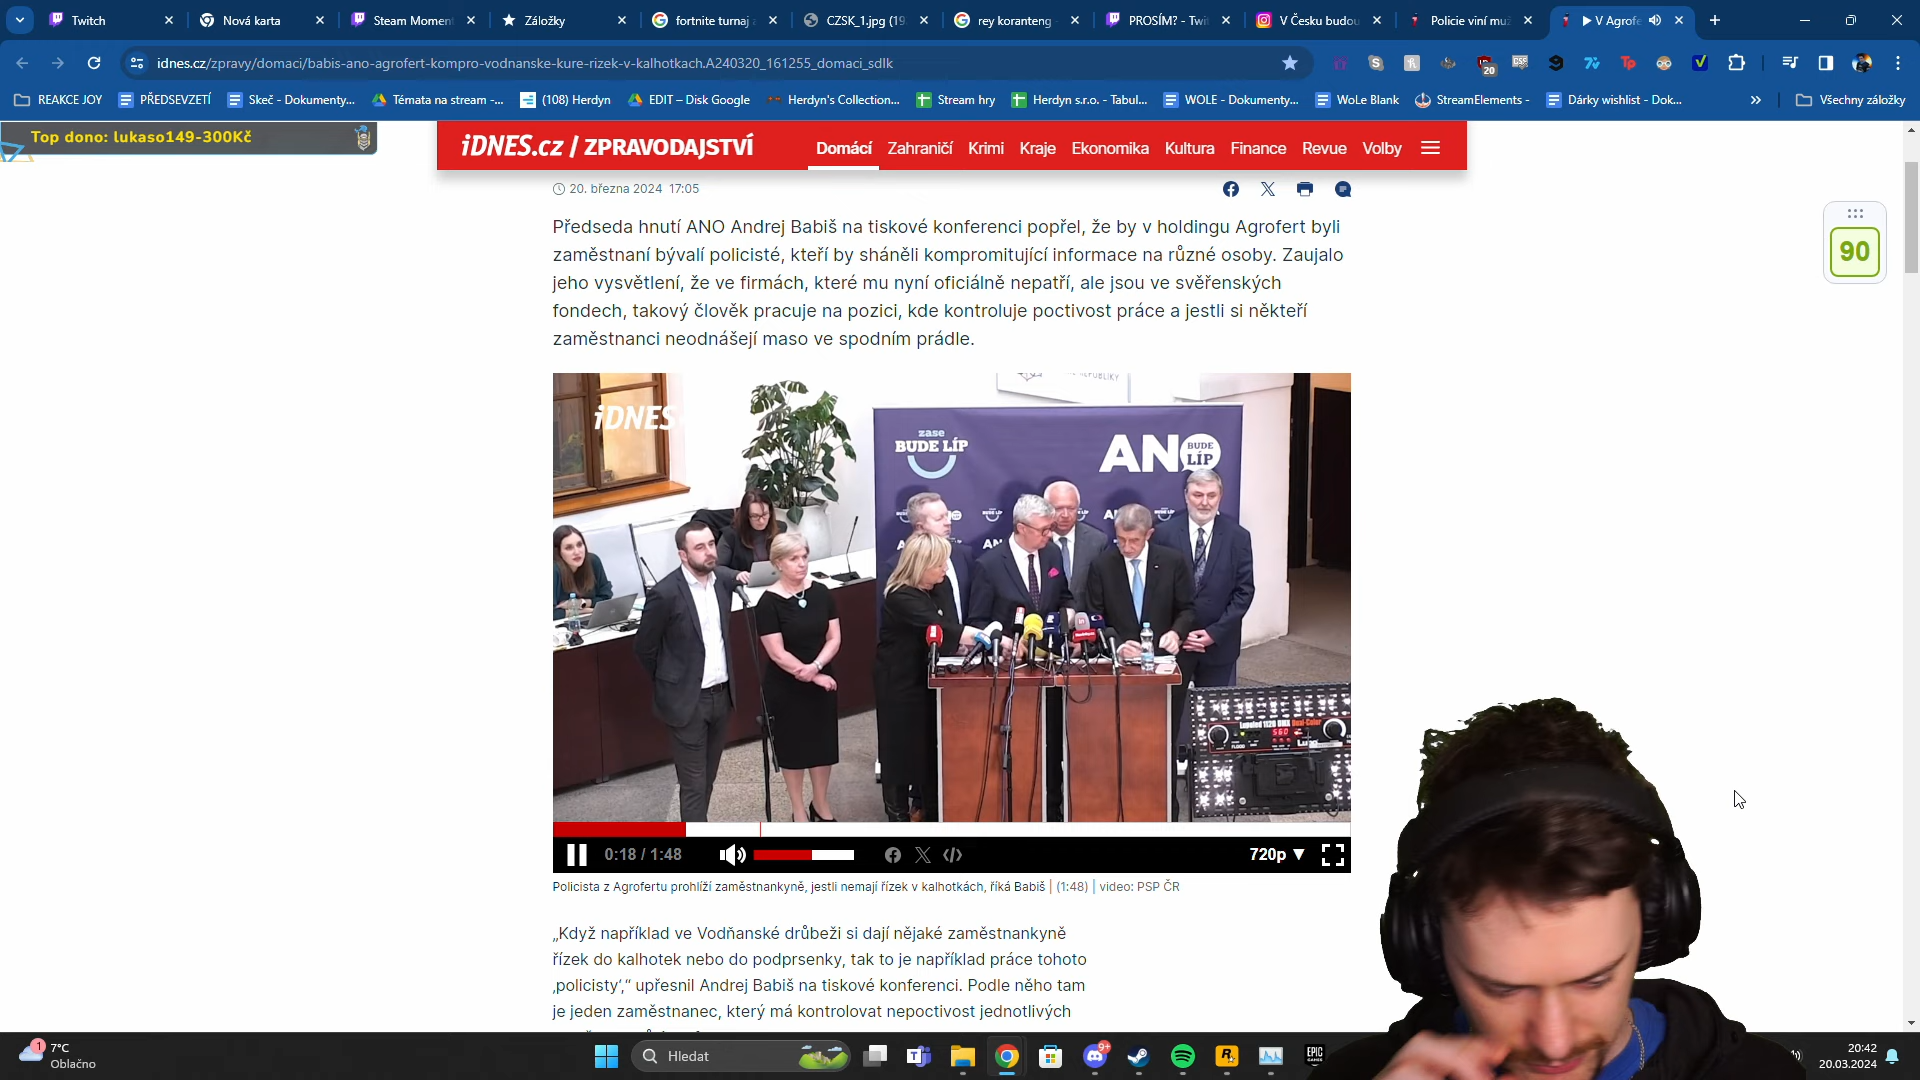 Twitch
Nová karta
Steam Momen
Záložky
fortnite turnaj
CZSK_1.jpg (19
rey koranteng
PROSÍM? - Twi
V Česku budou
Policie viní mu
V Agrofe
idnes.cz/zpravy/domaci/babis-ano-agrofert-kompro-vodnanske-kure-rizek-v-kalhotkach.A240320_161255_domaci_sdlk
20
REAKCE JOY
PŘEDSEVZETÍ
Skeč - Dokumenty...
Témata na stream -...
(108) Herdyn
EDIT – Disk Google
Herdyn's Collection...
Stream hry
Herdyn s.r.o. - Tabul...
WOLE - Dokumenty...
WoLe Blank
StreamElements -
Dárky wishlist - Dok...
»
Všechny záložky
Top dono: lukaso149-300Kč
iDNES.cz / ZPRAVODAJSTVÍ
Domácí
Zahraničí
Krimi
Kraje
Ekonomika
Kultura
Finance
Revue
Volby
20. března 2024 17:05
Předseda hnutí ANO Andrej Babiš na tiskové konferenci popřel, že by v holdingu Agrofert byli
zaměstnaní bývalí policisté, kteří by sháněli kompromitující informace na různé osoby. Zaujalo
jeho vysvětlení, že ve firmách, které mu nyní oficiálně nepatří, ale jsou ve svěřenských
fondech, takový člověk pracuje na pozici, kde kontroluje poctivost práce a jestli si někteří
zaměstnanci neodnášejí maso ve spodním prádle.
90
iDNES
zase
BUDE LÍP
ANO
BUDE
LÍP
0:18 / 1:48
720p ▼
Policista z Agrofertu prohlíží zaměstnankyně, jestli nemají řízek v kalhotkách, říká Babiš | (1:48) | video: PSP ČR
„Když například ve Vodňanské drůbeži si dají nějaké zaměstnankyně
řízek do kalhotek nebo do podprsenky, tak to je například práce tohoto
‚policisty‘,“ upřesnil Andrej Babiš na tiskové konferenci. Podle něho tam
je jeden zaměstnanec, který má kontrolovat nepoctivost jednotlivých
1
7°C
Oblačno
Hledat
9+
EPIC
20:42
20.03.2024